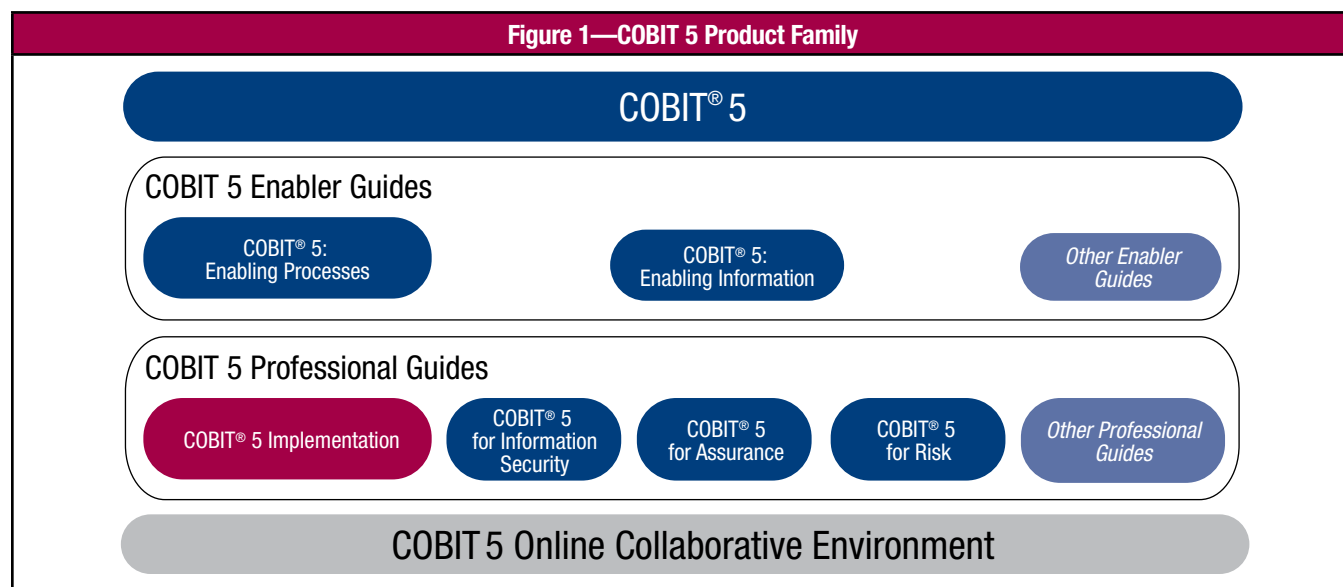 Figure 1—COBIT 5 Product Family
COBIT® 5
COBIT 5 Enabler Guides
COBIT® 5:
Enabling Processes
COBIT® 5:
Enabling Information
Other Enabler
Guides
COBIT 5 Professional Guides
COBIT® 5 Implementation
COBIT® 5
for Information
Security
COBIT® 5
for Assurance
COBIT® 5
for Risk
Other Professional
Guides
COBIT 5 Online Collaborative Environment